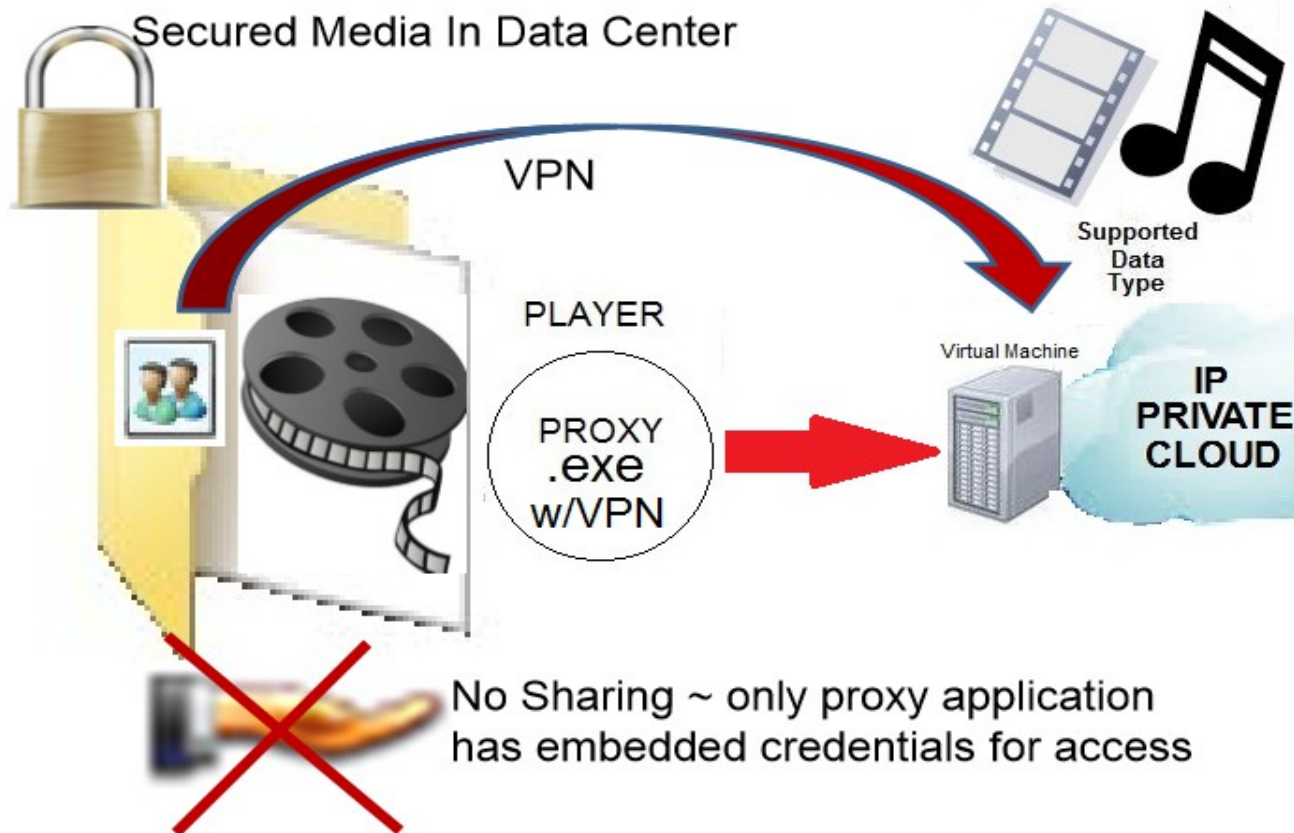 Secured Media In Data Center
VPN
Supported
Data
Type
PLAYER
PROXY
.exe
w/VPN
Virtual Machine
IP
PRIVATE
CLOUD
No Sharing ~ only proxy application
has embedded credentials for access